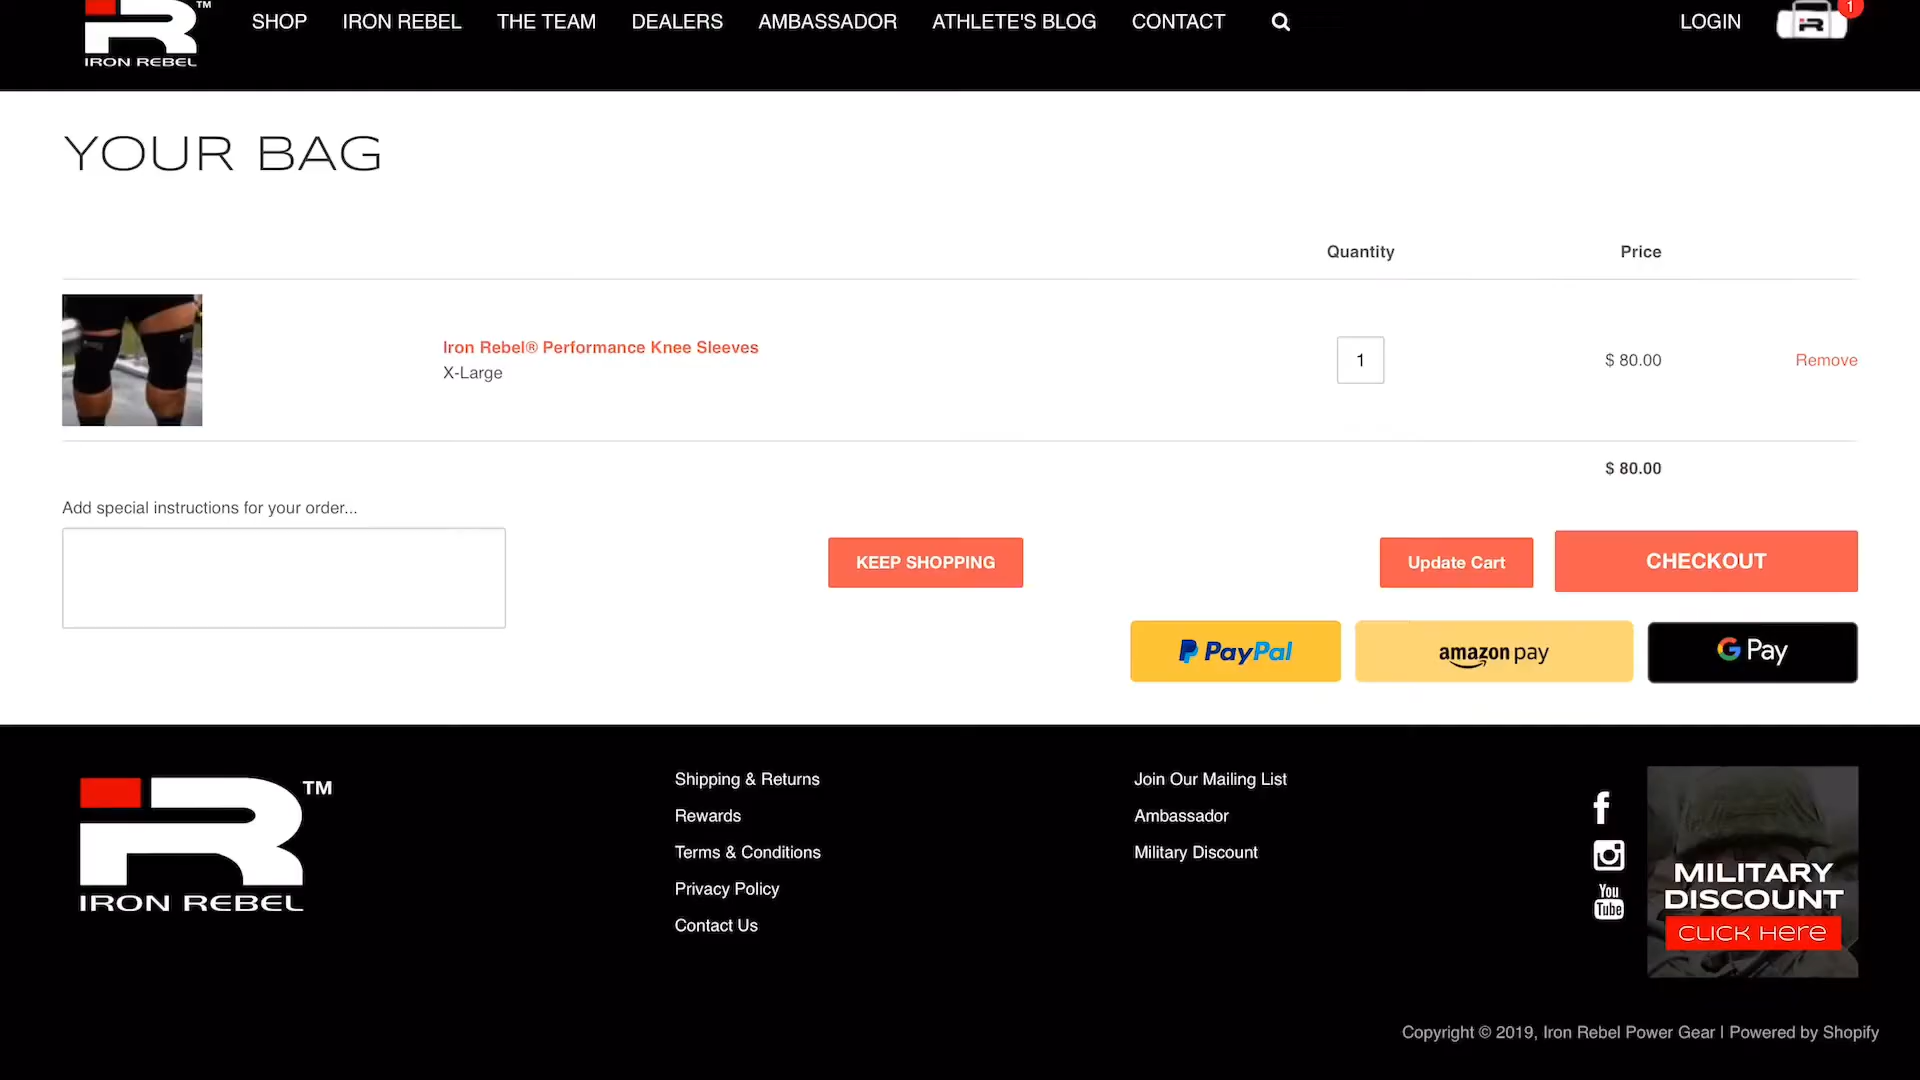 IRON REBEL
TM
SHOP
IRON REBEL
THE TEAM
DEALERS
AMBASSADOR
ATHLETE'S BLOG
CONTACT
LOGIN
IR
1
YOUR BAG
Quantity
Price
Iron Rebel® Performance Knee Sleeves
X-Large
1
$ 80.00
Remove
$ 80.00
Add special instructions for your order...
KEEP SHOPPING
Update Cart
CHECKOUT
PayPal
amazon pay
G Pay
IR TM
IRON REBEL
Shipping & Returns
Rewards
Terms & Conditions
Privacy Policy
Contact Us
Join Our Mailing List
Ambassador
Military Discount
You
Tube
MILITARY
DISCOUNT
CLICK HERE
Copyright © 2019, Iron Rebel Power Gear | Powered by Shopify